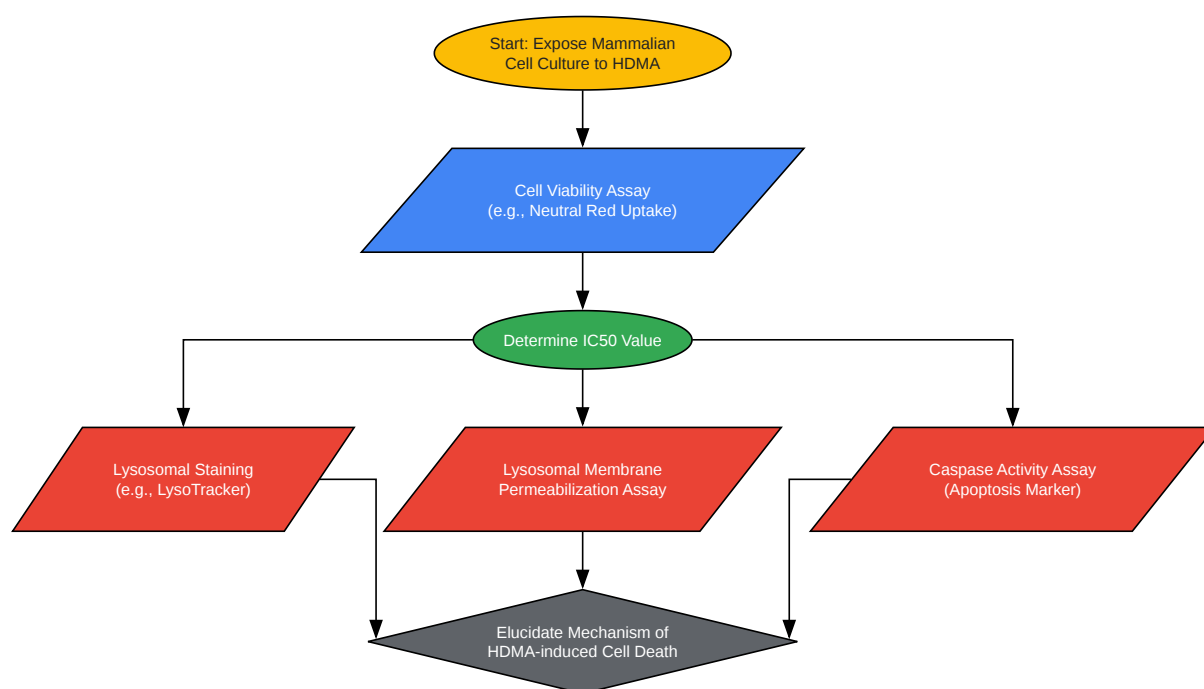 Start: Expose Mammalian
Cell Culture to HDMA
Cell Viability Assay
(e.g., Neutral Red Uptake)
Determine IC50 Value
Lysosomal Staining
(e.g., LysoTracker)
Lysosomal Membrane
Permeabilization Assay
Caspase Activity Assay
(Apoptosis Marker)
Elucidate Mechanism of
HDMA-induced Cell Death